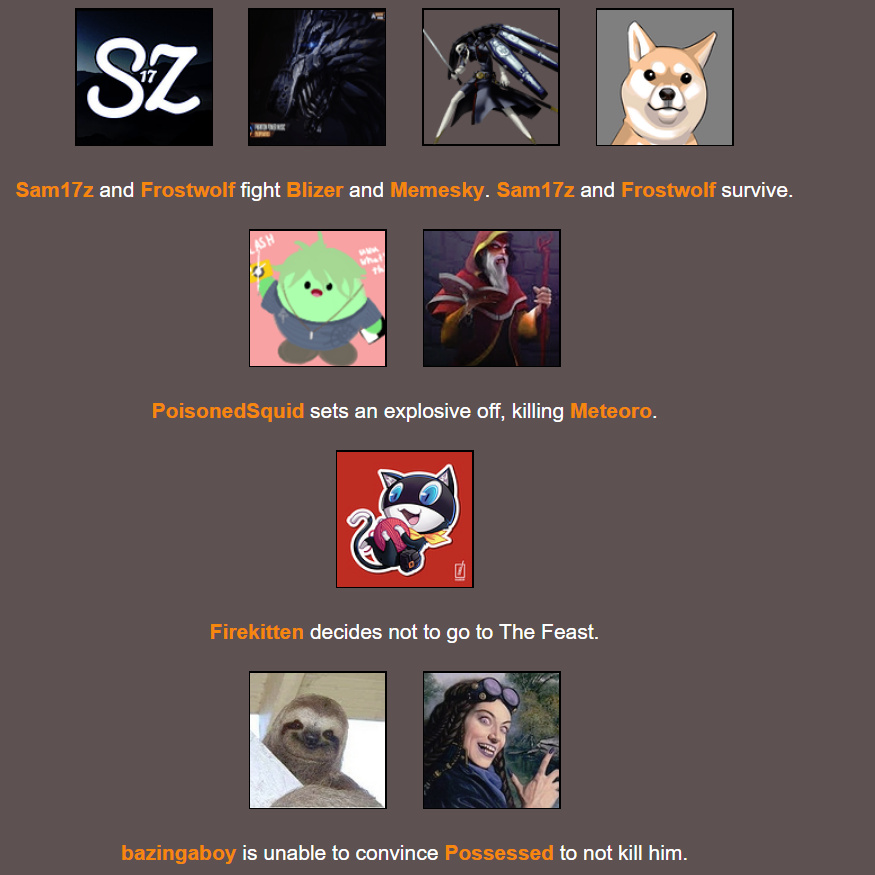 SZ
17
Sam17z and Frostwolf fight Blizer and Memesky. Sam17z and Frostwolf survive.
PoisonedSquid sets an explosive off, killing Meteoro.
Firekitten decides not to go to The Feast.
bazingaboy is unable to convince Possessed to not kill him.